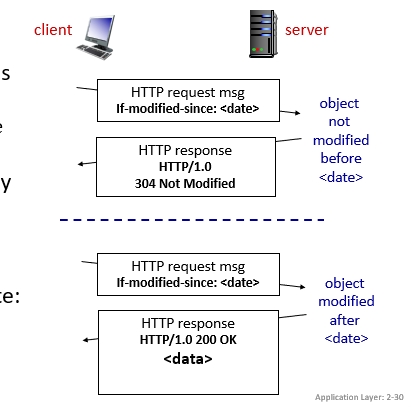 client
server
s
HTTP request msg
If-modified-since: <date>
object
not
modified
before
<date>
e
HTTP response
HTTP/1.0
304 Not Modified
y
HTTP request msg
If-modified-since: <date>
object
modified
after
<date>
te:
HTTP response
HTTP/1.0 200 OK
<data>
Application Layer: 2-30